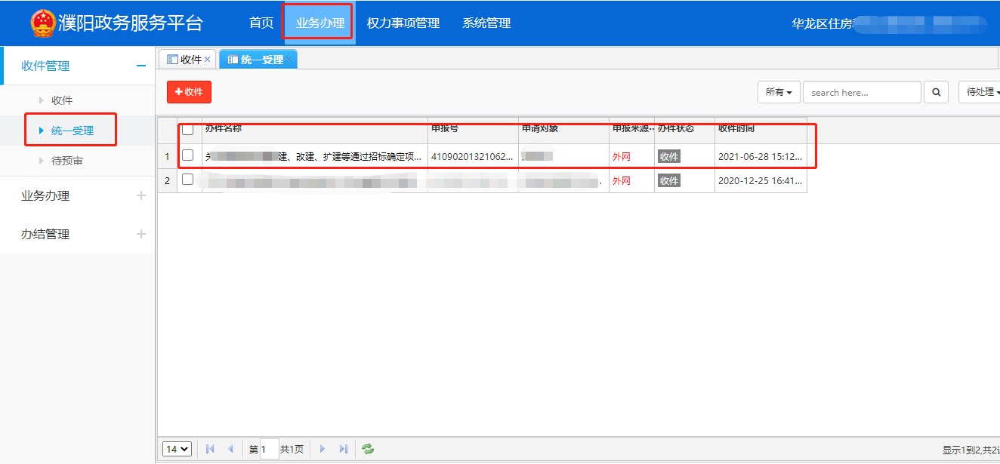 濮阳政务服务平台
首页 业务办理 权力事项管理 系统管理 华龙区住房
收件管理
收件
统一受理
待预审
业务办理
办结管理
收件 × 统一受理 ×
收件 所有 search here... 待处理
办件名称 申报号 申请对象 申报来源.. 办件状态 收件时间
1 建、改建、扩建等通过招标确定项... 41090201321062... 外网 收件 2021-06-28 15:12...
2 外网 收件 2020-12-25 16:41...
14 第 1 共1页 显示1到2,共2